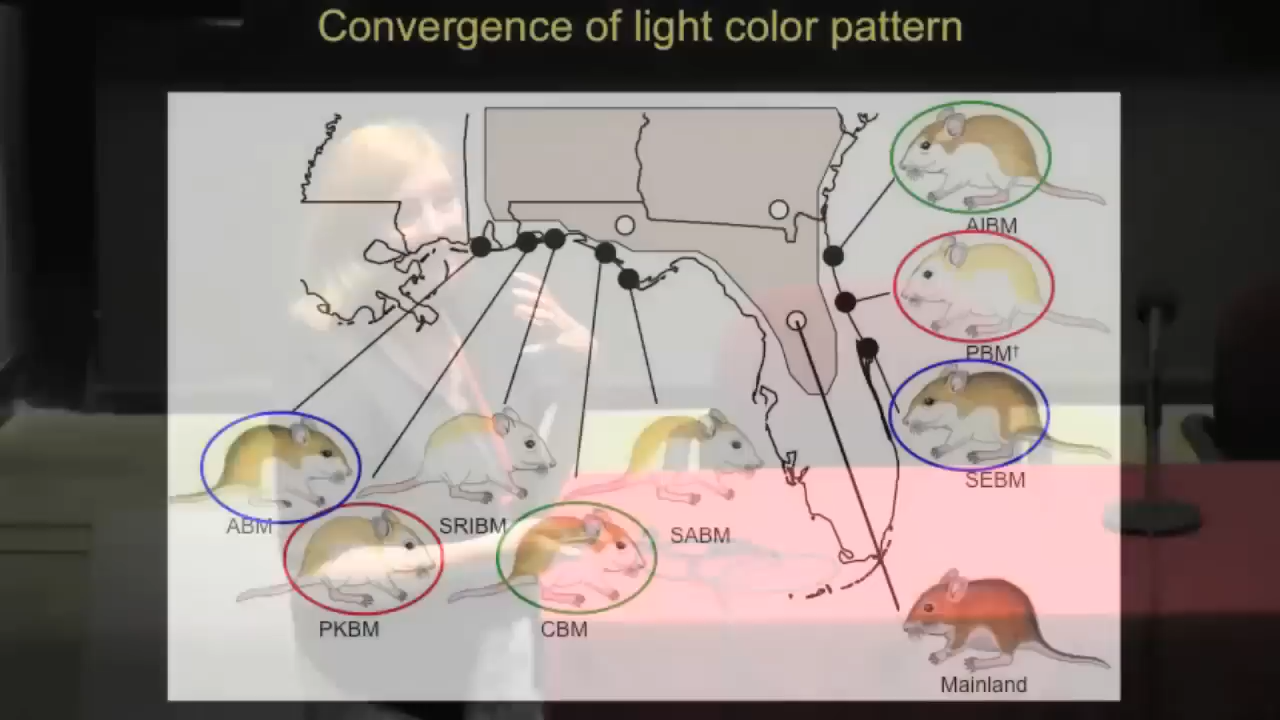 Convergence of light color pattern
AIBM
PBM†
SEBM
ABM
SRIBM
SABM
PKBM
CBM
Mainland